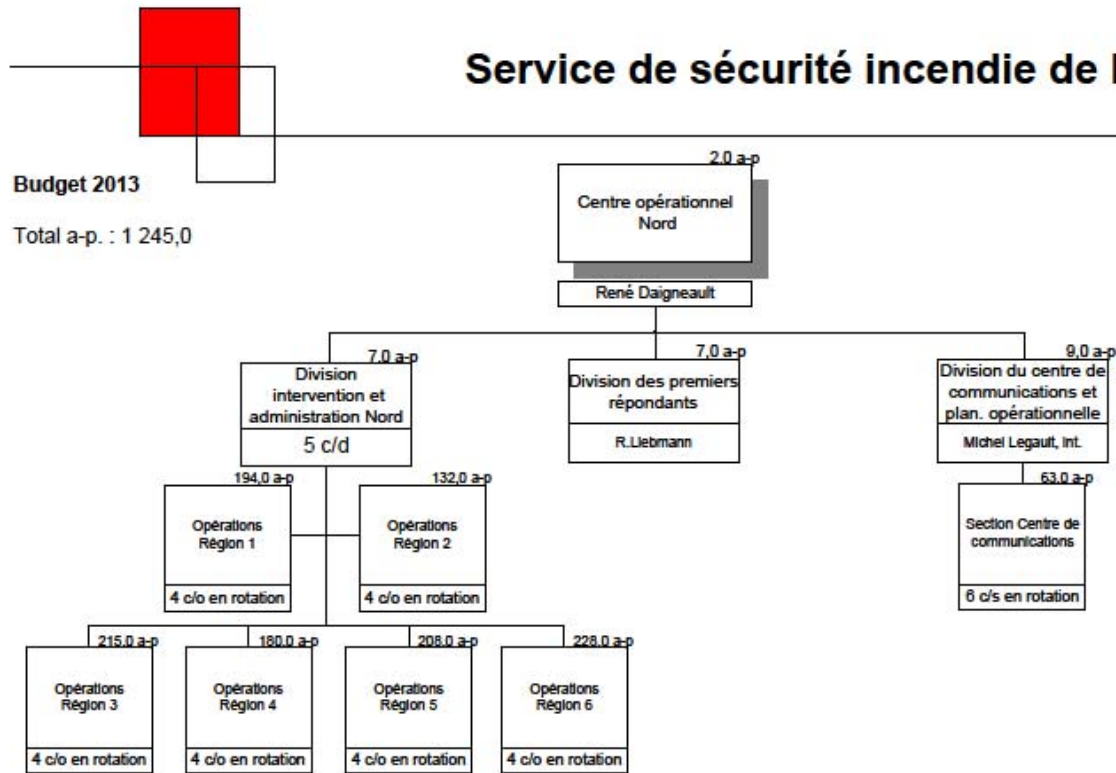 Service de sécurité incendie de
Budget 2013
Total a-p. : 1 245,0
2,0 a-p
Centre opérationnel
Nord
René Daigneault
7,0 a-p
Division
intervention et
administration Nord
5 c/d
7,0 a-p
Division des premiers
répondants
R.Liebmann
9,0 a-p
Division du centre de
communications et
plan. opérationnelle
Michel Legault, Int.
194,0 a-p
Opérations
Région 1
4 c/o en rotation
132,0 a-p
Opérations
Région 2
4 c/o en rotation
63,0 a-p
Section Centre de
communications
6 c/s en rotation
215,0 a-p
Opérations
Région 3
4 c/o en rotation
180,0 a-p
Opérations
Région 4
4 c/o en rotation
208,0 a-p
Opérations
Région 5
4 c/o en rotation
228,0 a-p
Opérations
Région 6
4 c/o en rotation